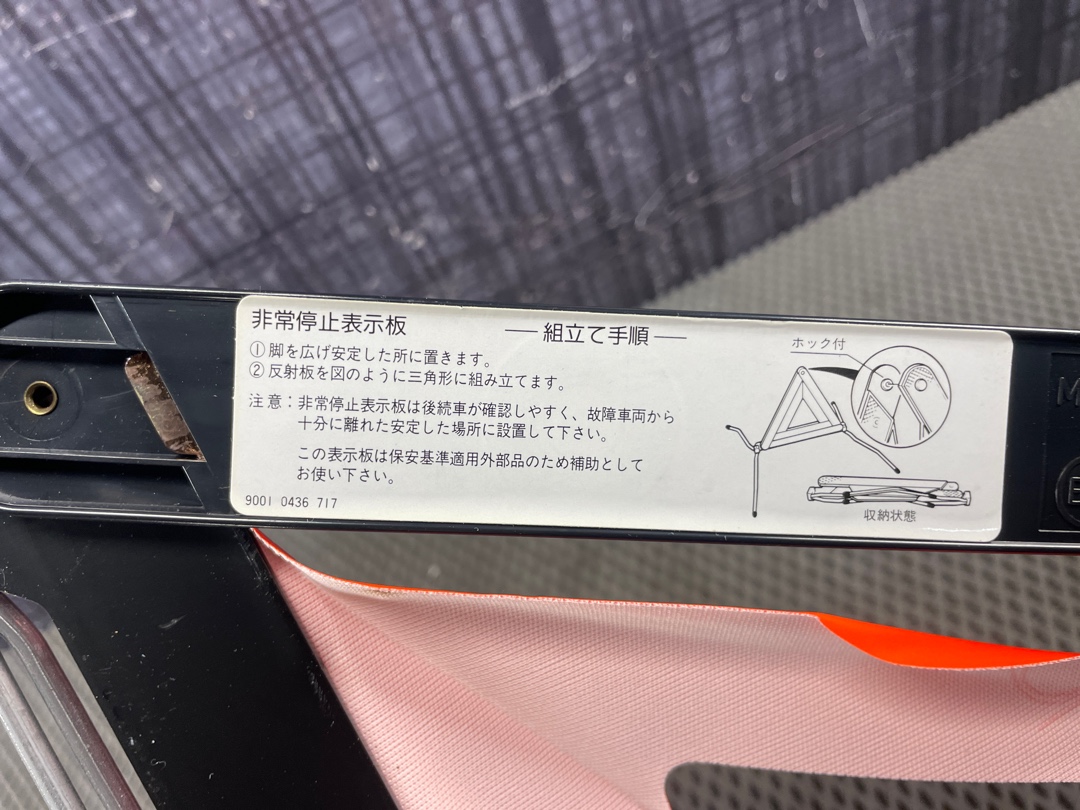 非常停止表示板
── 組立て手順 ──
① 脚を広げ安定した所に置きます。
② 反射板を図のように三角形に組み立てます。
注意：非常停止表示板は後続車が確認しやすく、故障車両から
十分に離れた安定した場所に設置して下さい。
この表示板は保安基準適用外部品のため補助として
お使い下さい。
9001 0436 717
ホック付
収納状態